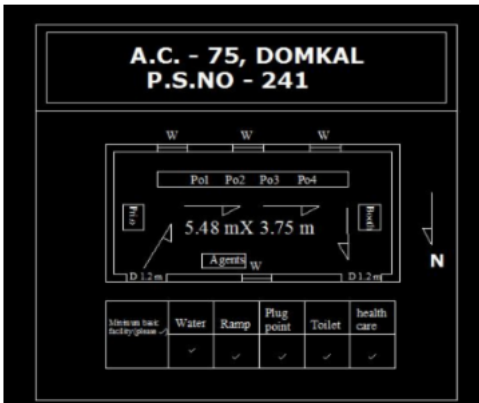 A.C. - 75, DOMKAL
P.S.NO - 241
W W W
Po1 Po2 Po3 Po4
Pri.o
5.48 mX 3.75 m
Booth
Agents
W
D 1.2 m
D 1.2 m
N
Minimum basic
facility(please ✓)
Water
Ramp
Plug
point
Toilet
health
care
✓ ✓ ✓ ✓ ✓